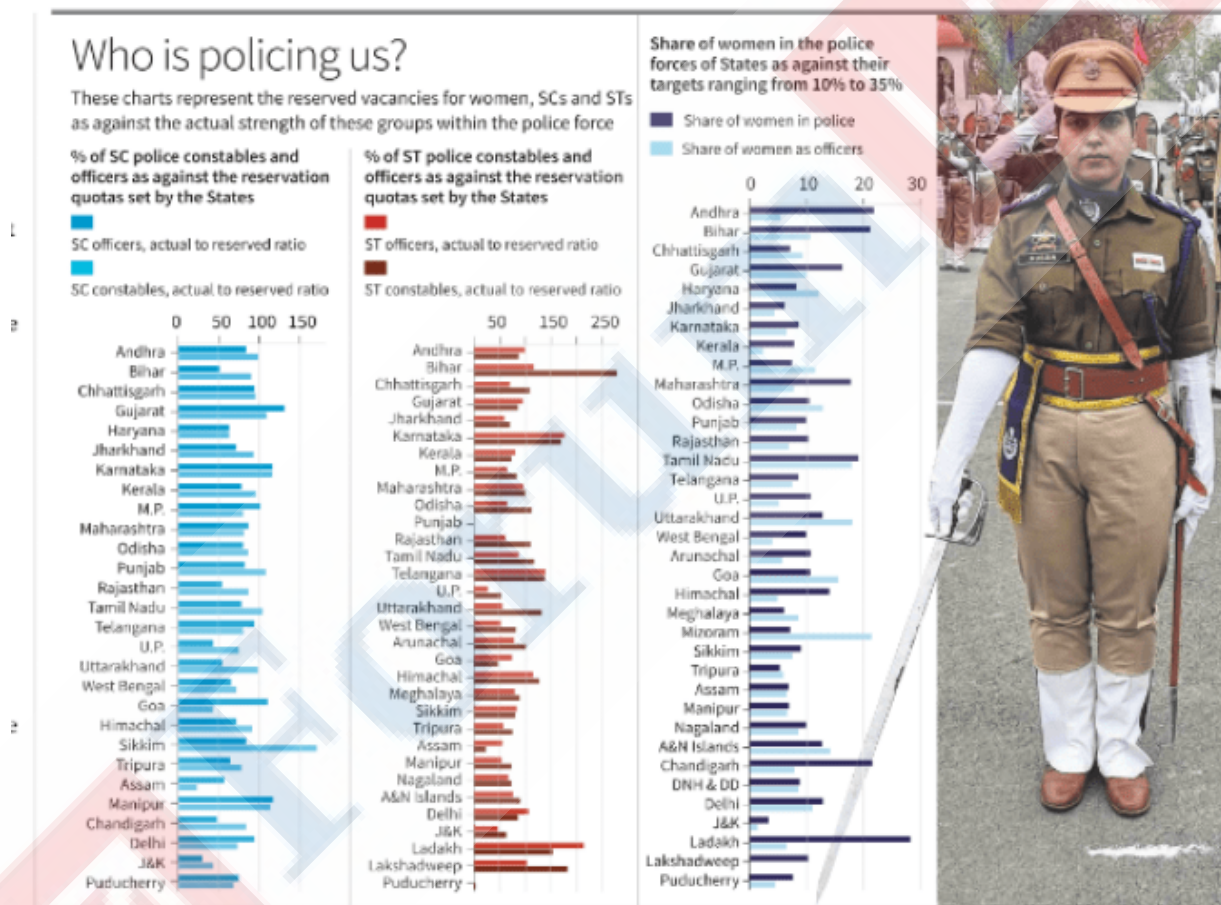 Who is policing us?
These charts represent the reserved vacancies for women, SCs and STs
as against the actual strength of these groups within the police force
% of SC police constables and
officers as against the reservation
quotas set by the States
SC officers, actual to reserved ratio
SC constables, actual to reserved ratio
0 50 100 150
Andhra
Bihar
Chhattisgarh
Gujarat
Haryana
Jharkhand
Karnataka
Kerala
M.P.
Maharashtra
Odisha
Punjab
Rajasthan
Tamil Nadu
Telangana
U.P.
Uttarakhand
West Bengal
Goa
Himachal
Sikkim
Tripura
Assam
Manipur
Chandigarh
Delhi
J&K
Puducherry
% of ST police constables and
officers as against the reservation
quotas set by the States
ST officers, actual to reserved ratio
ST constables, actual to reserved ratio
50 150 250
Andhra
Bihar
Chhattisgarh
Gujarat
Jharkhand
Karnataka
Kerala
M.P.
Maharashtra
Odisha
Punjab
Rajasthan
Tamil Nadu
Telangana
U.P.
Uttarakhand
West Bengal
Arunachal
Goa
Himachal
Meghalaya
Sikkim
Tripura
Assam
Manipur
Nagaland
A&N Islands
Delhi
J&K
Ladakh
Lakshadweep
Puducherry
Share of women in the police
forces of States as against their
targets ranging from 10% to 35%
Share of women in police
Share of women as officers
0 10 20 30
Andhra
Bihar
Chhattisgarh
Gujarat
Haryana
Jharkhand
Karnataka
Kerala
M.P.
Maharashtra
Odisha
Punjab
Rajasthan
Tamil Nadu
Telangana
U.P.
Uttarakhand
West Bengal
Arunachal
Goa
Himachal
Meghalaya
Mizoram
Sikkim
Tripura
Assam
Manipur
Nagaland
A&N Islands
Chandigarh
DNH & DD
Delhi
J&K
Ladakh
Lakshadweep
Puducherry